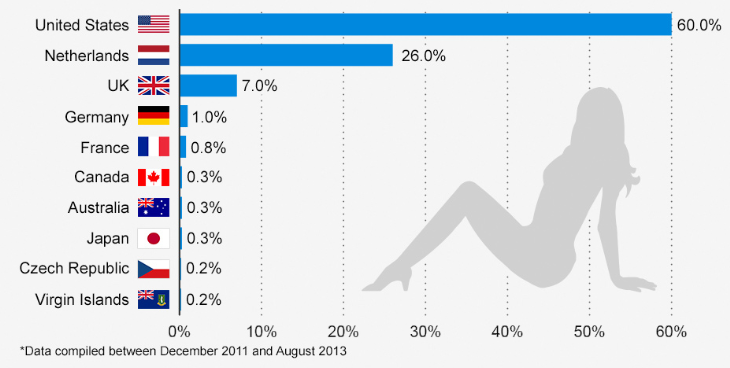 United States 60.0%
Netherlands 26.0%
UK 7.0%
Germany 1.0%
France 0.8%
Canada 0.3%
Australia 0.3%
Japan 0.3%
Czech Republic 0.2%
Virgin Islands 0.2%
0% 10% 20% 30% 40% 50% 60%
*Data compiled between December 2011 and August 2013